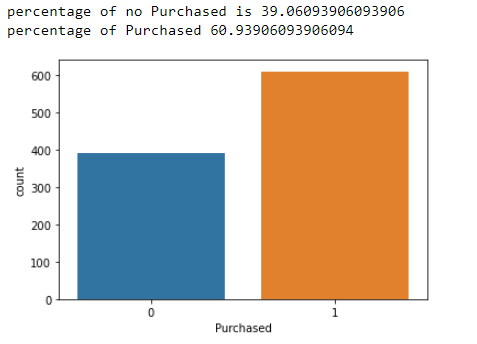 percentage of no Purchased is 39.06093906093906
percentage of Purchased 60.93906093906094
600
500
400
300
200
100
0
count
0 1
Purchased